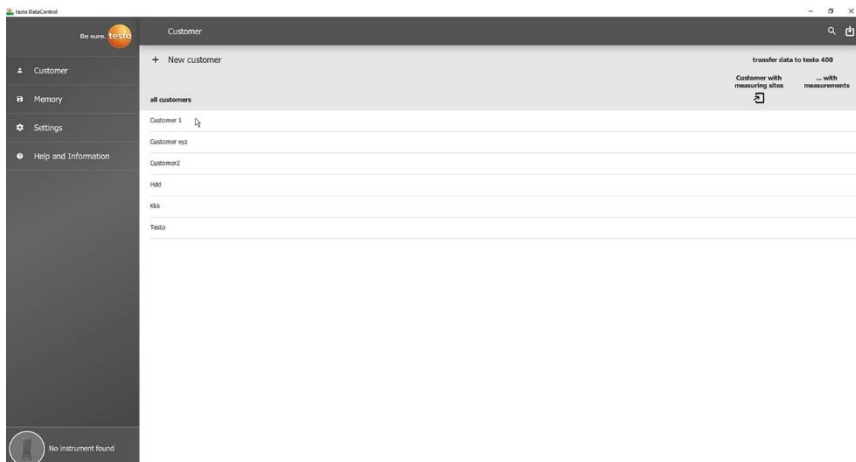 testo DataControl
Be sure. testo
Customer
Customer
Memory
Settings
Help and Information
No instrument found
+ New customer
transfer data to testo 400
Customer with
measuring sites
... with
measurements
all customers
Customer 1
Customer xyz
Customer2
Hdd
Kkk
Testo